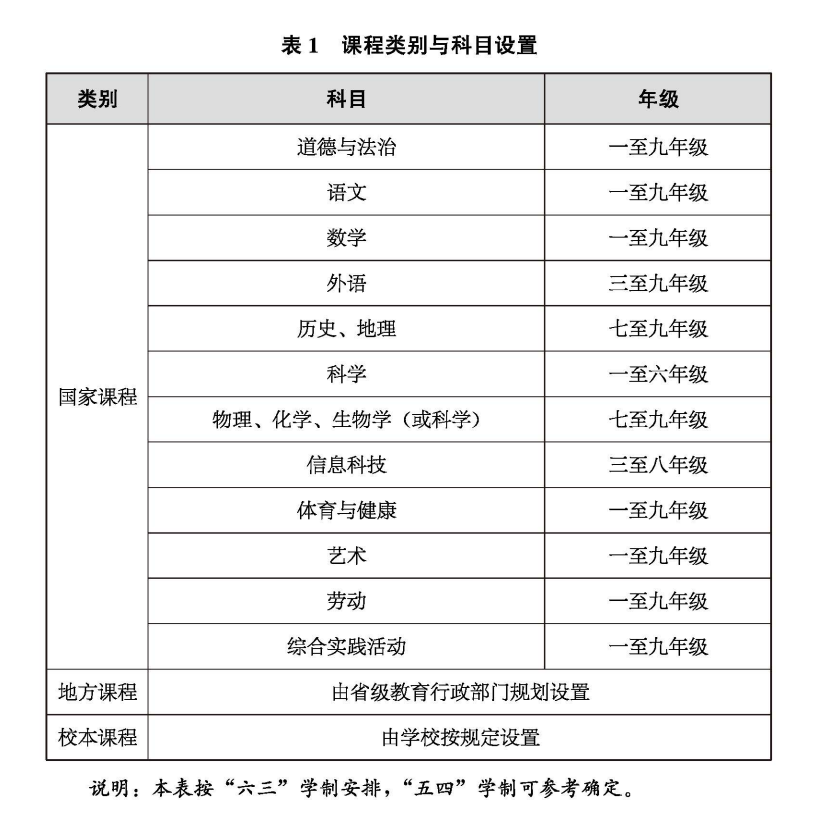 表1 课程类别与科目设置
类别 科目 年级
道德与法治 一至九年级
语文 一至九年级
数学 一至九年级
外语 三至九年级
历史、地理 七至九年级
科学 一至六年级
国家课程
物理、化学、生物学（或科学） 七至九年级
信息科技 三至八年级
体育与健康 一至九年级
艺术 一至九年级
劳动 一至九年级
综合实践活动 一至九年级
地方课程 由省级教育行政部门规划设置
校本课程 由学校按规定设置
说明：本表按“六三”学制安排，“五四”学制可参考确定。